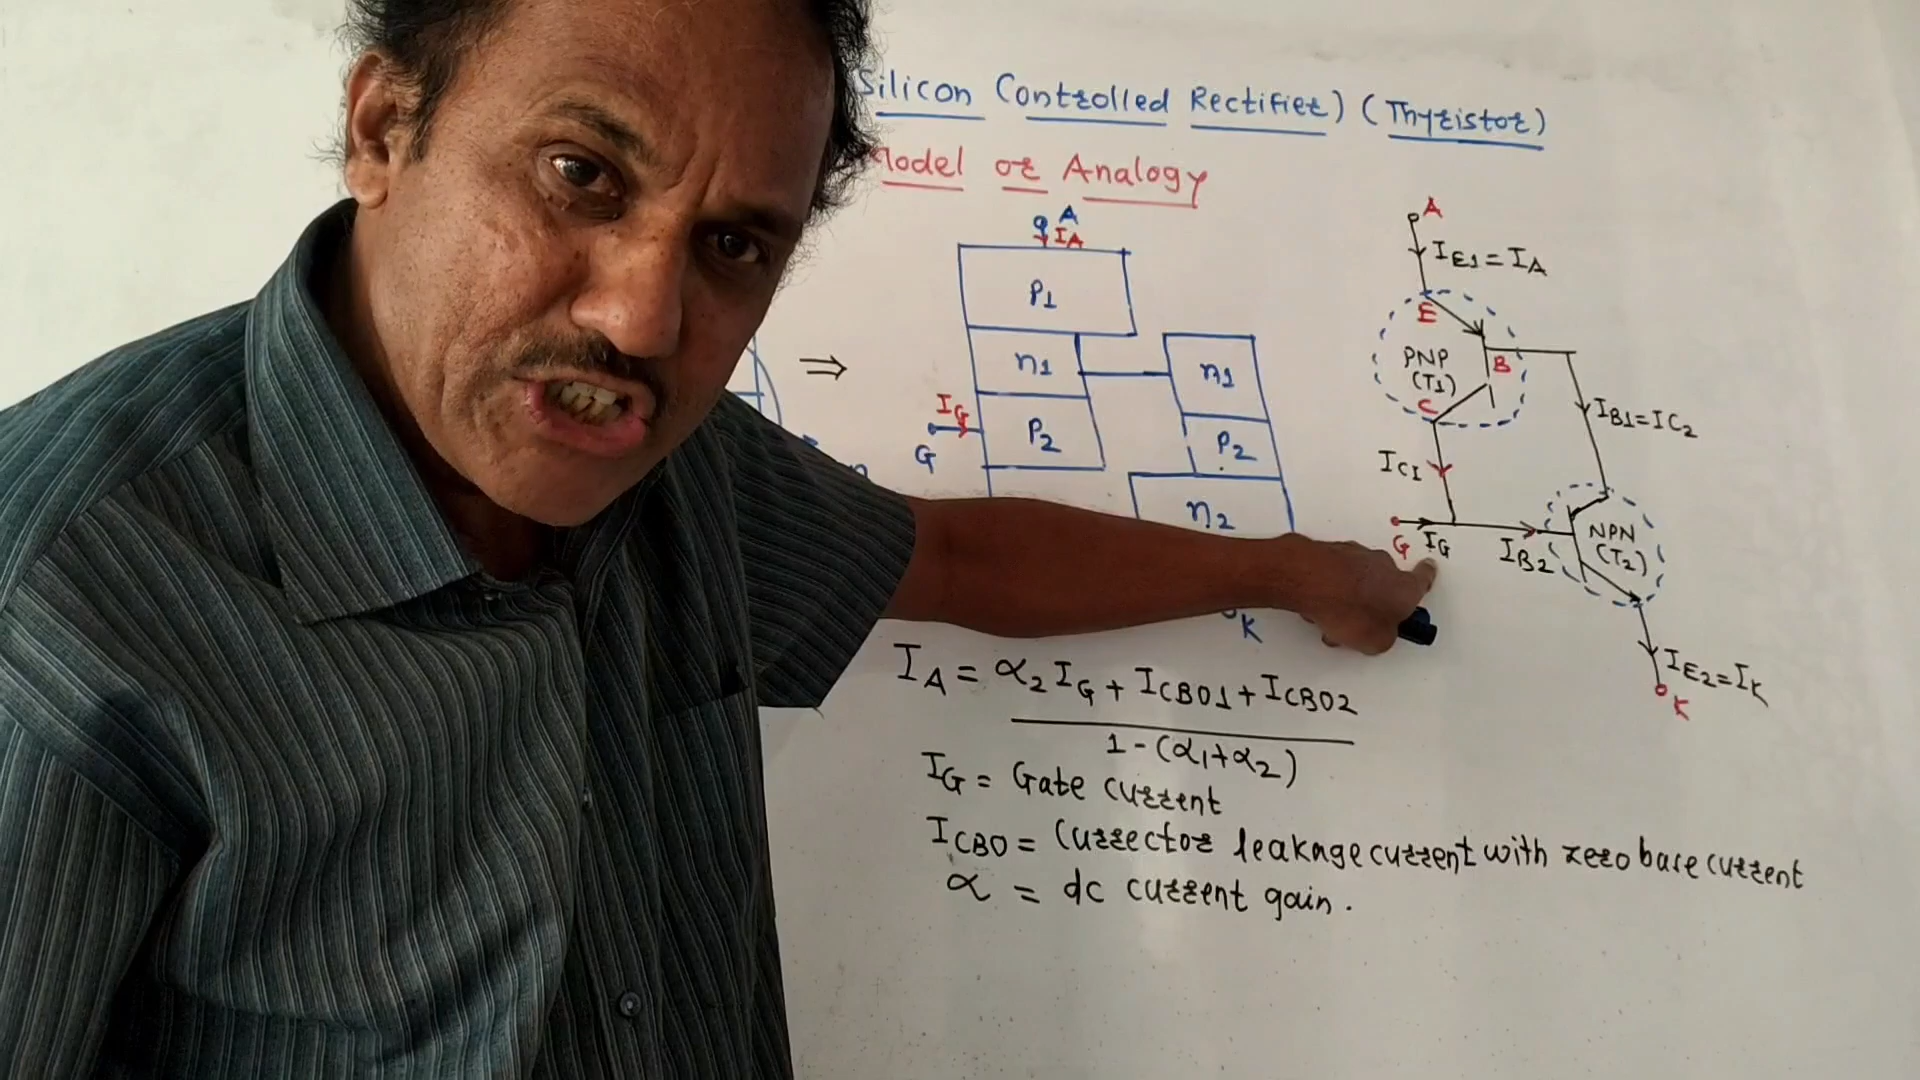 Silicon Controlled Rectifier) (Thyristor)
Model or Analogy
A
IA
P1
n1
n1
IG
G
P2
P2
n2
K
A
IE1 = IA
E
PNP
(T1)
B
C
IB1 = IC2
IC1
G
IG
IB2
NPN
(T2)
IE2 = IK
K
IA = α2 IG + ICBO1 + ICBO2
1 - (α1 + α2)
IG = Gate current
ICBO = Currector leakage current with zero base current
α = dc current gain.